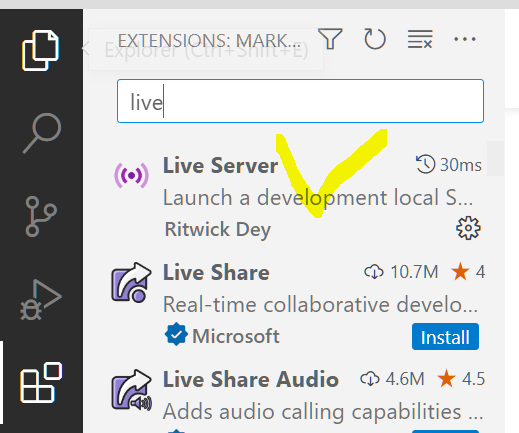 EXTENSIONS: MARK...
Explorer (Ctrl+Shift+E)
live
Live Server 30ms
Launch a development local S...
Ritwick Dey
Live Share 10.7M 4
Real-time collaborative develo...
Microsoft Install
Live Share Audio 4.6M 4.5
Adds audio calling capabilities ...